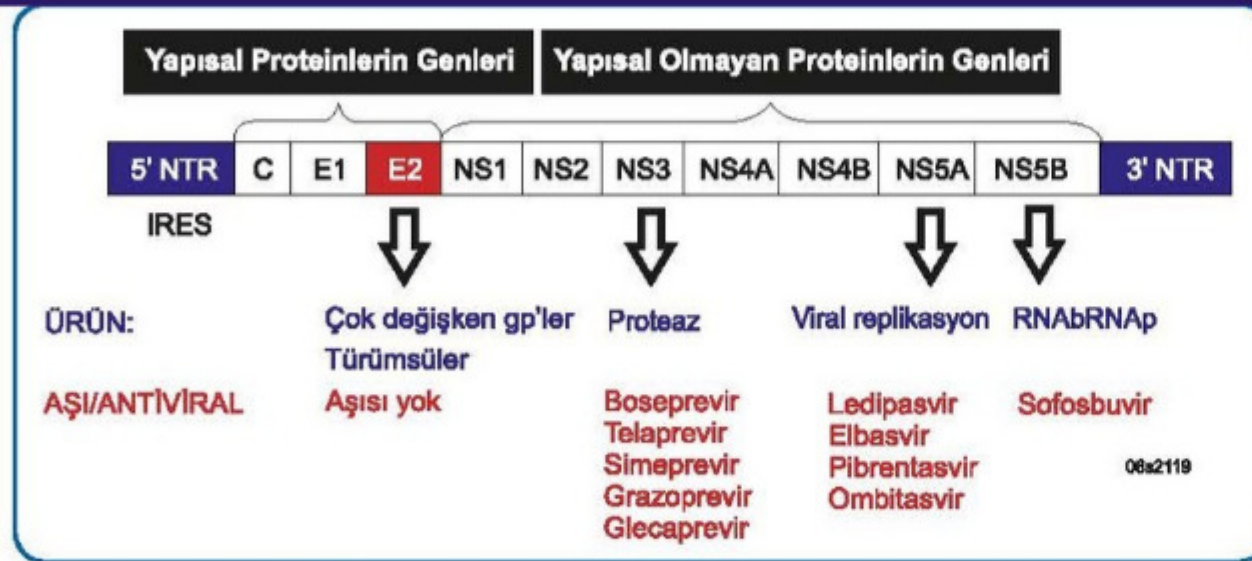 Yapısal Proteinlerin Genleri Yapısal Olmayan Proteinlerin Genleri
5' NTR C E1 E2 NS1 NS2 NS3 NS4A NS4B NS5A NS5B 3' NTR
IRES
ÜRÜN: Çok değişken gp'ler Proteaz Viral replikasyon RNAbRNAp
Türümsüler
AŞI/ANTİVİRAL Aşısı yok Boseprevir Ledipasvir Sofosbuvir
Telaprevir Elbasvir
Simeprevir Pibrentasvir 06s2119
Grazoprevir Ombitasvir
Glecaprevir